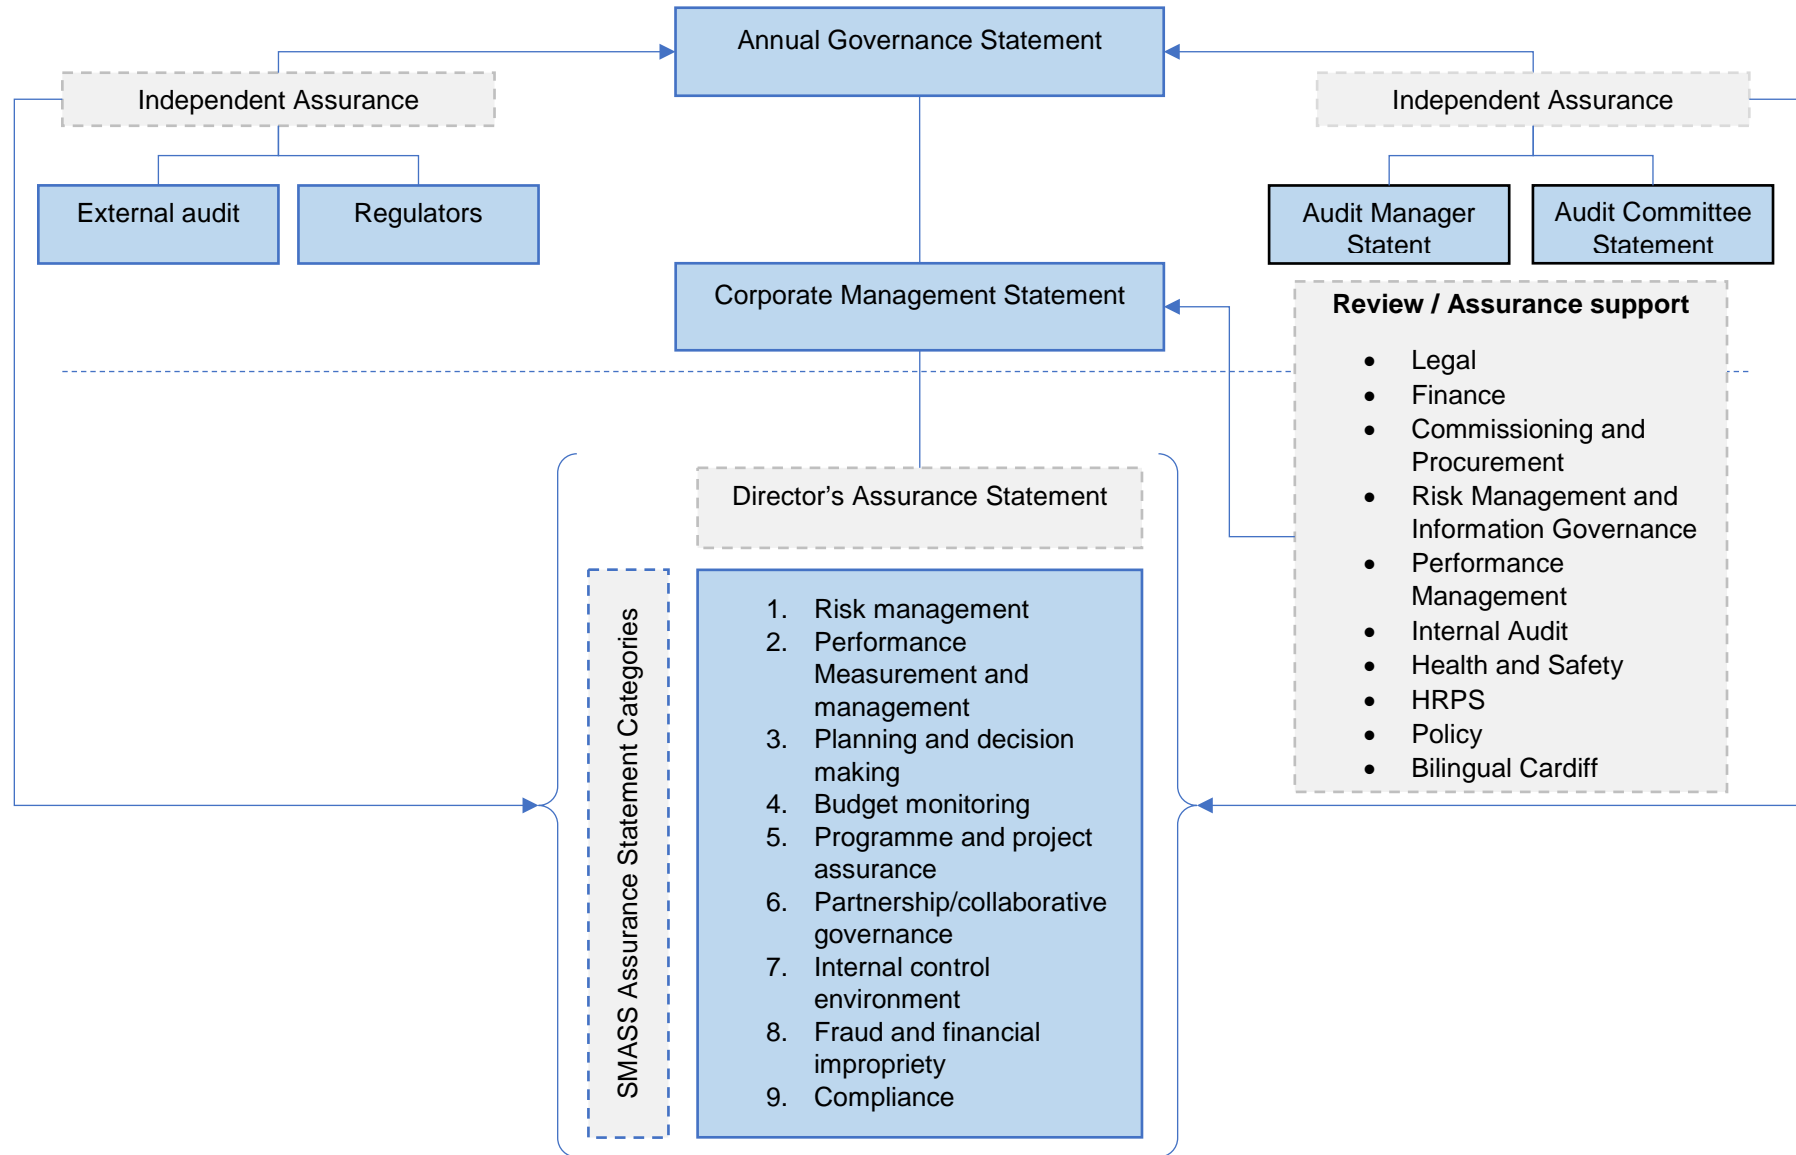 Annual Governance Statement
Independent Assurance
Independent Assurance
External audit
Regulators
Audit Manager
Statent
Audit Committee
Statement
Corporate Management Statement
Review / Assurance support
• Legal
• Finance
• Commissioning and
Procurement
• Risk Management and
Information Governance
• Performance
Management
• Internal Audit
• Health and Safety
• HRPS
• Policy
• Bilingual Cardiff
Director’s Assurance Statement
SMASS Assurance Statement Categories
1. Risk management
2. Performance
Measurement and
management
3. Planning and decision
making
4. Budget monitoring
5. Programme and project
assurance
6. Partnership/collaborative
governance
7. Internal control
environment
8. Fraud and financial
impropriety
9. Compliance